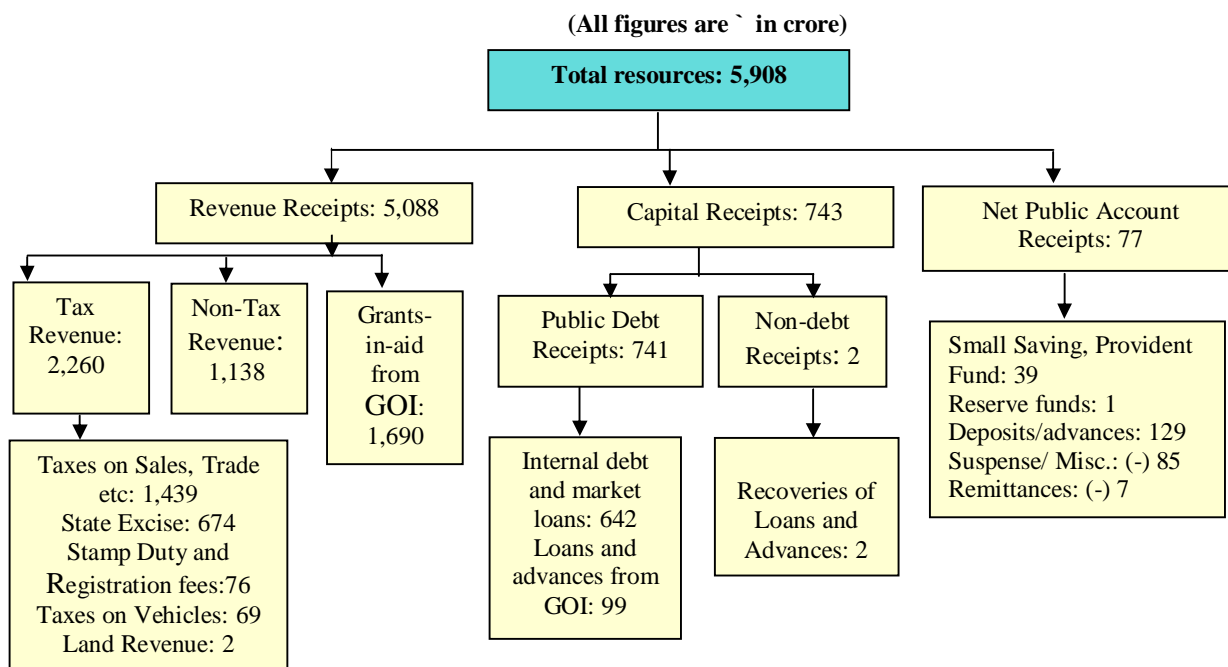 (All figures are ` in crore)
Total resources: 5,908
Revenue Receipts: 5,088
Capital Receipts: 743
Net Public Account
Receipts: 77
Tax
Revenue:
2,260
Non-Tax
Revenue:
1,138
Grants-
in-aid
from
GOI:
1,690
Public Debt
Receipts: 741
Non-debt
Receipts: 2
Small Saving, Provident
Fund: 39
Reserve funds: 1
Deposits/advances: 129
Suspense/ Misc.: (-) 85
Remittances: (-) 7
Taxes on Sales, Trade
etc: 1,439
State Excise: 674
Stamp Duty and
Registration fees:76
Taxes on Vehicles: 69
Land Revenue: 2
Internal debt
and market
loans: 642
Loans and
advances from
GOI: 99
Recoveries of
Loans and
Advances: 2